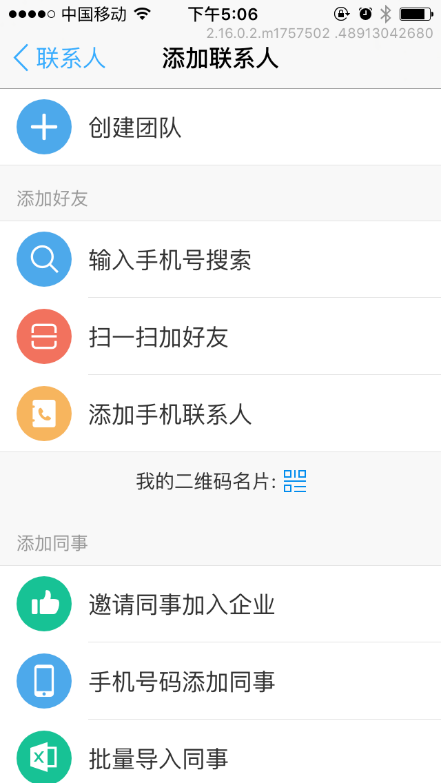 中国移动 下午5:06
2.16.0.2.m1757502 .48913042680
联系人 添加联系人
创建团队
添加好友
输入手机号搜索
扫一扫加好友
添加手机联系人
我的二维码名片:
添加同事
邀请同事加入企业
手机号码添加同事
批量导入同事